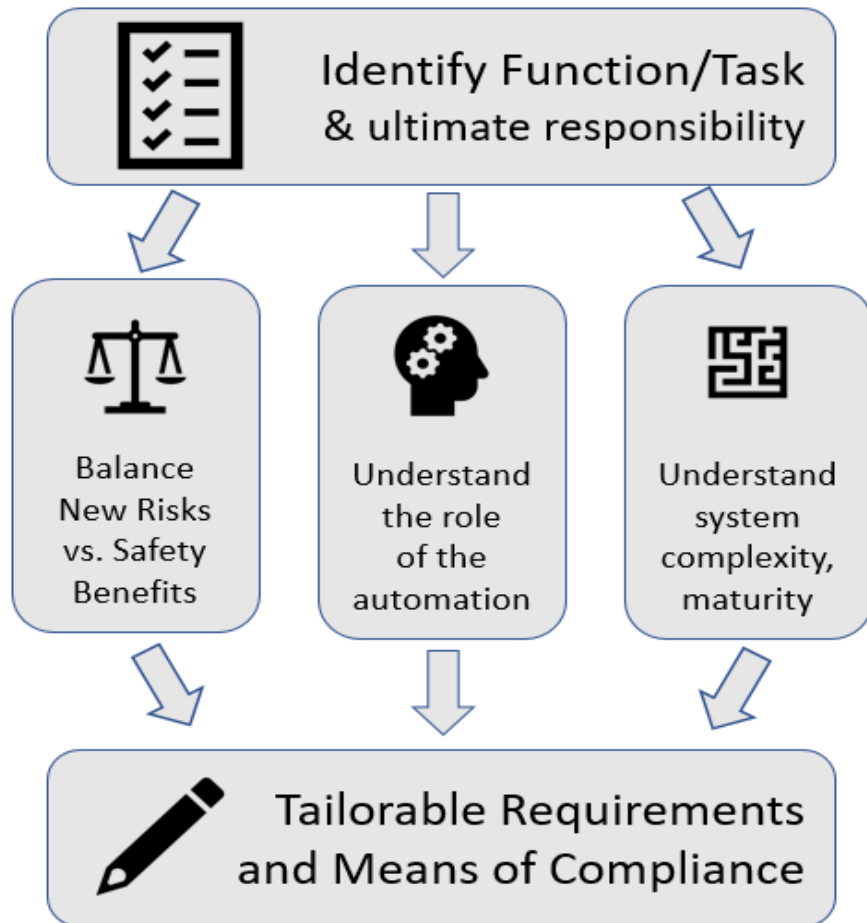 Identify Function/Task
& ultimate responsibility
Balance
New Risks
vs. Safety
Benefits
Understand
the role
of the
automation
Understand
system
complexity,
maturity
Tailorable Requirements
and Means of Compliance